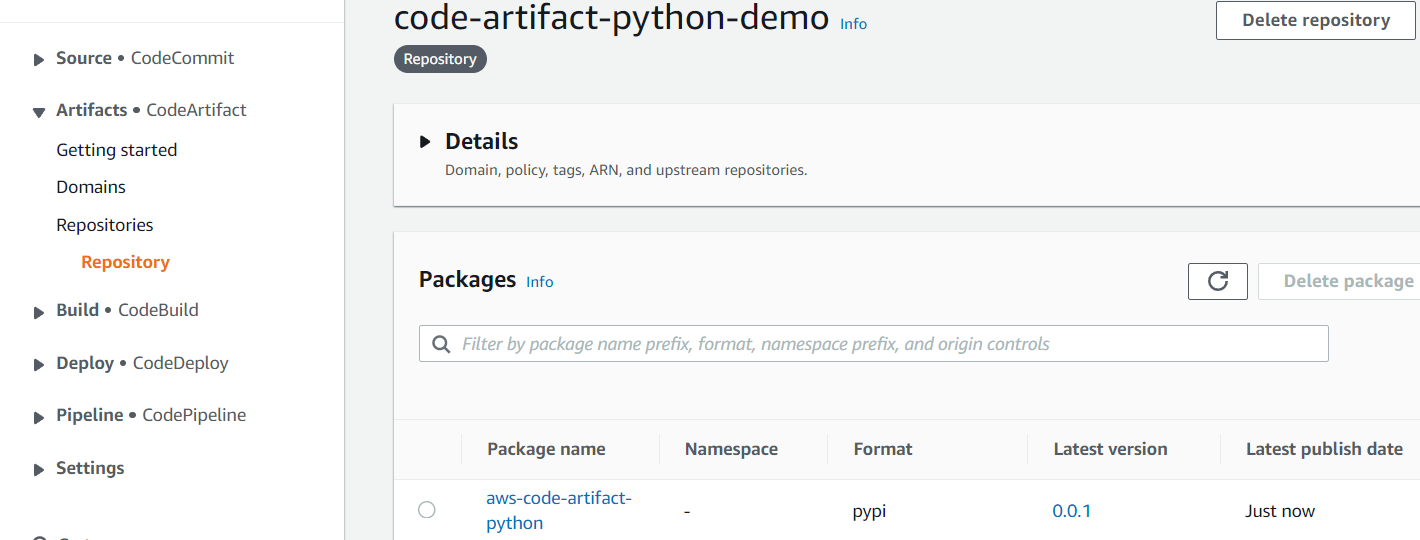 code-artifact-python-demo Info
Delete repository
Repository
Source • CodeCommit
Artifacts • CodeArtifact
Getting started
Domains
Repositories
Repository
Build • CodeBuild
Deploy • CodeDeploy
Pipeline • CodePipeline
Settings
Details
Domain, policy, tags, ARN, and upstream repositories.
Packages Info
Delete package
Filter by package name prefix, format, namespace prefix, and origin controls
Package name Namespace Format Latest version Latest publish date
aws-code-artifact-
python - pypi 0.0.1 Just now